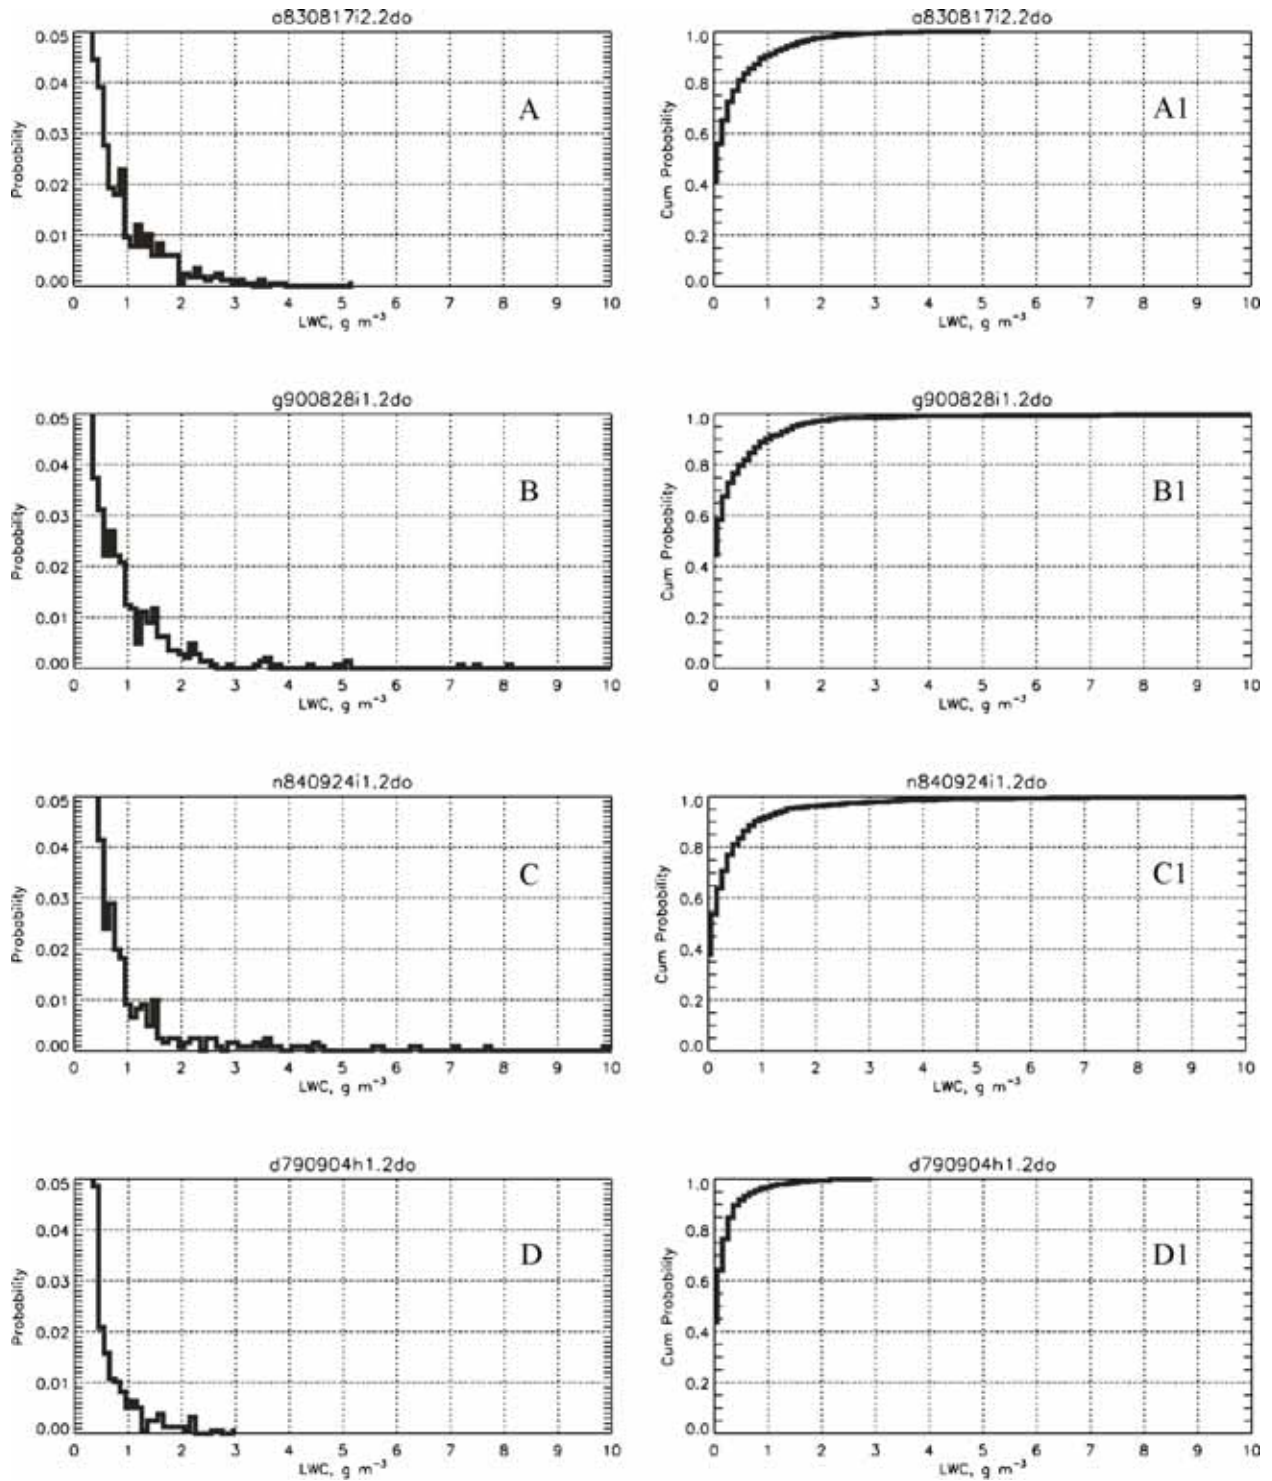 a830817i2.2do
0.05
0.04
0.03
0.02
0.01
0.00
Probability
A
0 1 2 3 4 5 6 7 8 9 10
LWC, g m⁻³
a830817i2.2do
1.0
0.8
0.6
0.4
0.2
0.0
Cum Probability
A1
0 1 2 3 4 5 6 7 8 9 10
LWC, g m⁻³
g900828i1.2do
0.05
0.04
0.03
0.02
0.01
0.00
Probability
B
0 1 2 3 4 5 6 7 8 9 10
LWC, g m⁻³
g900828i1.2do
1.0
0.8
0.6
0.4
0.2
0.0
Cum Probability
B1
0 1 2 3 4 5 6 7 8 9 10
LWC, g m⁻³
n840924i1.2do
0.05
0.04
0.03
0.02
0.01
0.00
Probability
C
0 1 2 3 4 5 6 7 8 9 10
LWC, g m⁻³
n840924i1.2do
1.0
0.8
0.6
0.4
0.2
0.0
Cum Probability
C1
0 1 2 3 4 5 6 7 8 9 10
LWC, g m⁻³
d790904h1.2do
0.05
0.04
0.03
0.02
0.01
0.00
Probability
D
0 1 2 3 4 5 6 7 8 9 10
LWC, g m⁻³
d790904h1.2do
1.0
0.8
0.6
0.4
0.2
0.0
Cum Probability
D1
0 1 2 3 4 5 6 7 8 9 10
LWC, g m⁻³